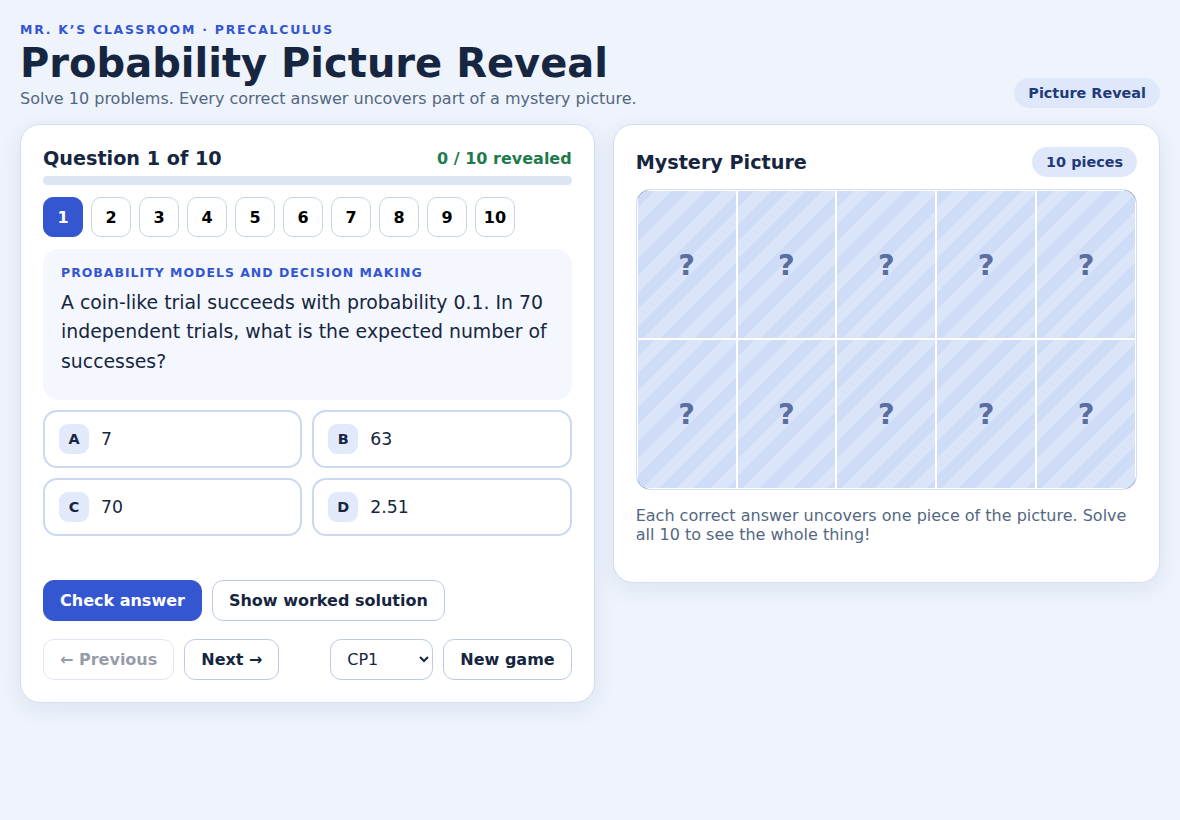 MR. K’S CLASSROOM · PRECALCULUS
Probability Picture Reveal
Solve 10 problems. Every correct answer uncovers part of a mystery picture.
Picture Reveal
Question 1 of 10
0 / 10 revealed
1 2 3 4 5 6 7 8 9 10
PROBABILITY MODELS AND DECISION MAKING
A coin-like trial succeeds with probability 0.1. In 70
independent trials, what is the expected number of
successes?
A 7
B 63
C 70
D 2.51
Check answer
Show worked solution
← Previous
Next →
CP1
New game
Mystery Picture
10 pieces
? ? ? ? ?
? ? ? ? ?
Each correct answer uncovers one piece of the picture. Solve
all 10 to see the whole thing!